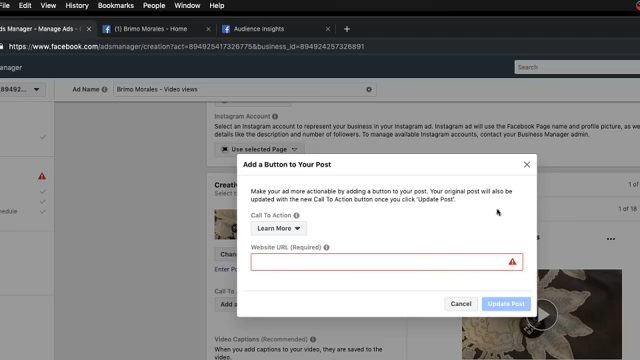 File Edit View History Bookmarks People Window Help
ds Manager - Manage Ads - (
(1) Brimo Morales - Home
Audience Insights
https://www.facebook.com/adsmanager/creation?act=894925417326775&business_id=894924257326891
anager
Search
89492...
Ad Name
Brimo Morales - Video views
Instagram Account
Select an Instagram account to represent your business in your Instagram ad. Instagram ad will use the Facebook Page name and profile picture, as we
details like the description and number of followers. To manage available Instagram accounts, contact your Business Manager admin.
Use selected Page
Add a Button to Your Post
Make your ad more actionable by adding a button to your post. Your original post will also be
updated with the new Call To Action button once you click 'Update Post'.
Call To Action
Learn More
Website URL (Required)
Cancel
Update Post
Creati
Select t
1 of
1 of 18
s
Chan
Enter Po
hedule
Call To
Add a
Video Captions (Recommended)
When you add captions to your video, they are saved to the
video.